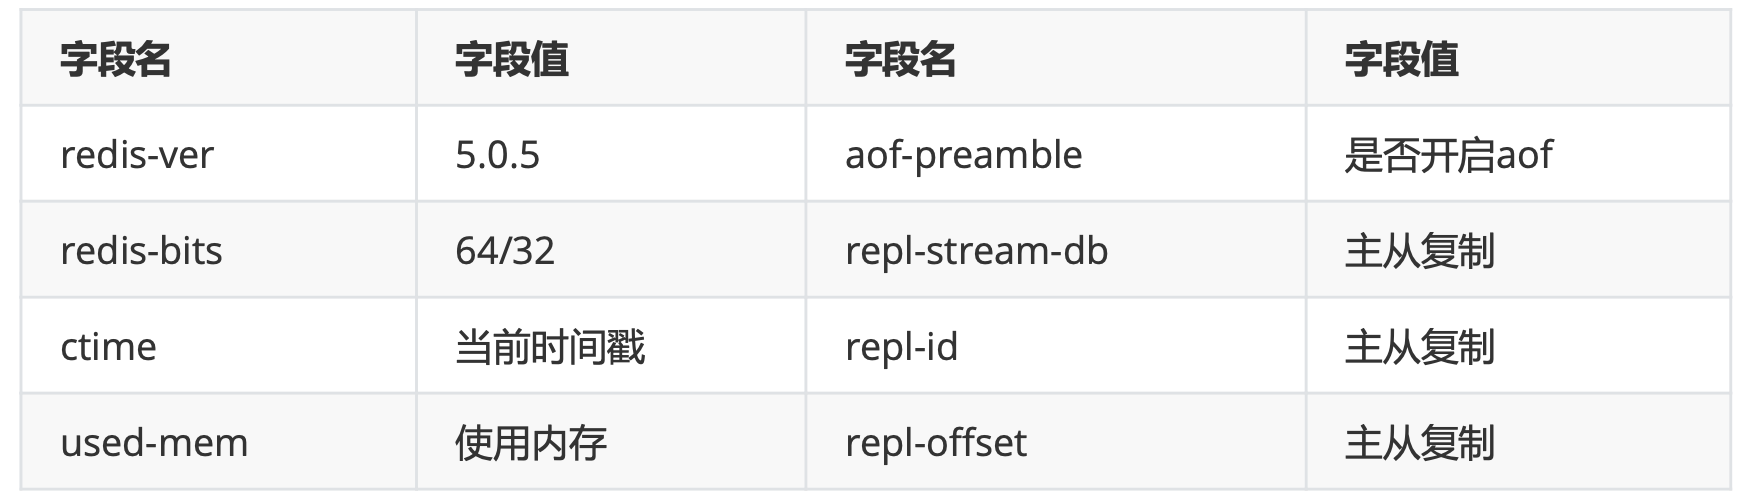 字段名 字段值 字段名 字段值
redis-ver 5.0.5 aof-preamble 是否开启aof
redis-bits 64/32 repl-stream-db 主从复制
ctime 当前时间戳 repl-id 主从复制
used-mem 使用内存 repl-offset 主从复制